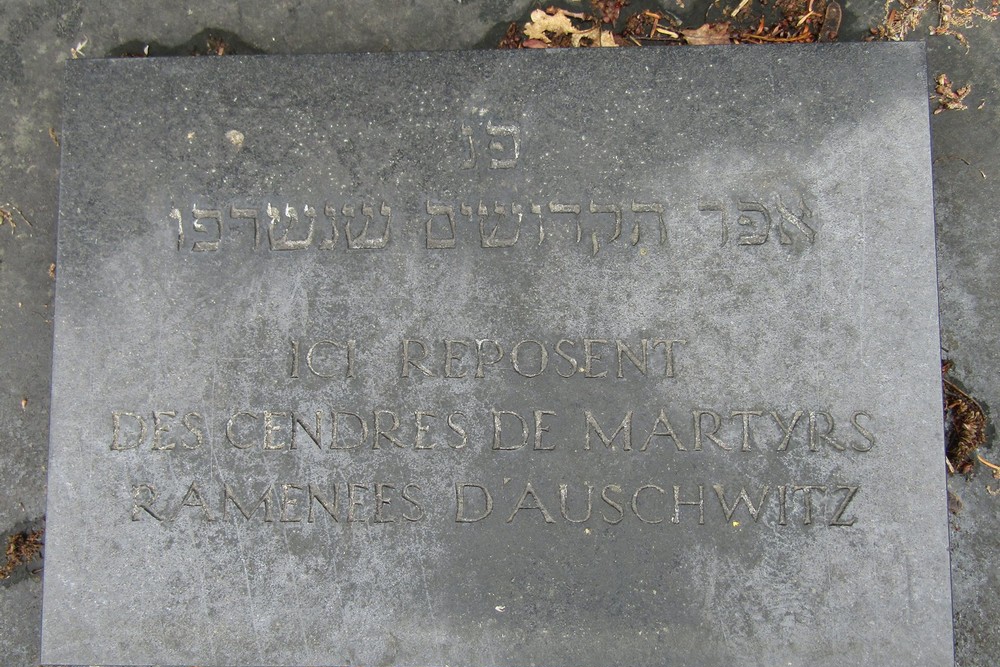 פנ
אפר הקדושים שנשרפו
ICI REPOSENT
DES CENDRES DE MARTYRS
RAMENEES D'AUSCHWITZ